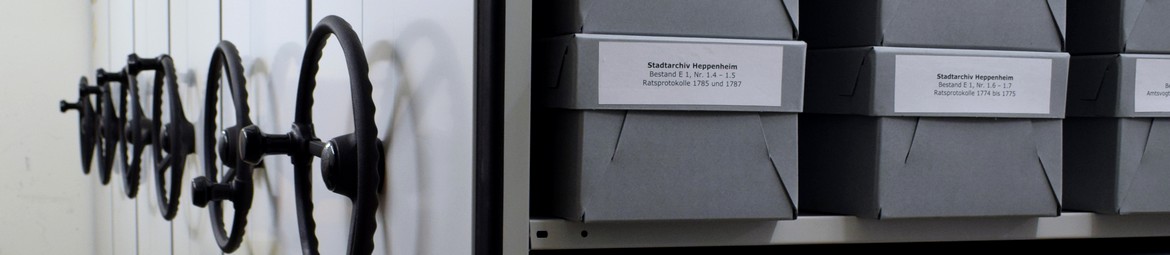 Stadtarchiv Heppenheim
Bestand E 1, Nr. 1.4 – 1.5
Ratsprotokolle 1785 und 1787
Stadtarchiv Heppenheim
Bestand E 1, Nr. 1.6 – 1.7
Ratsprotokolle 1774 bis 1775